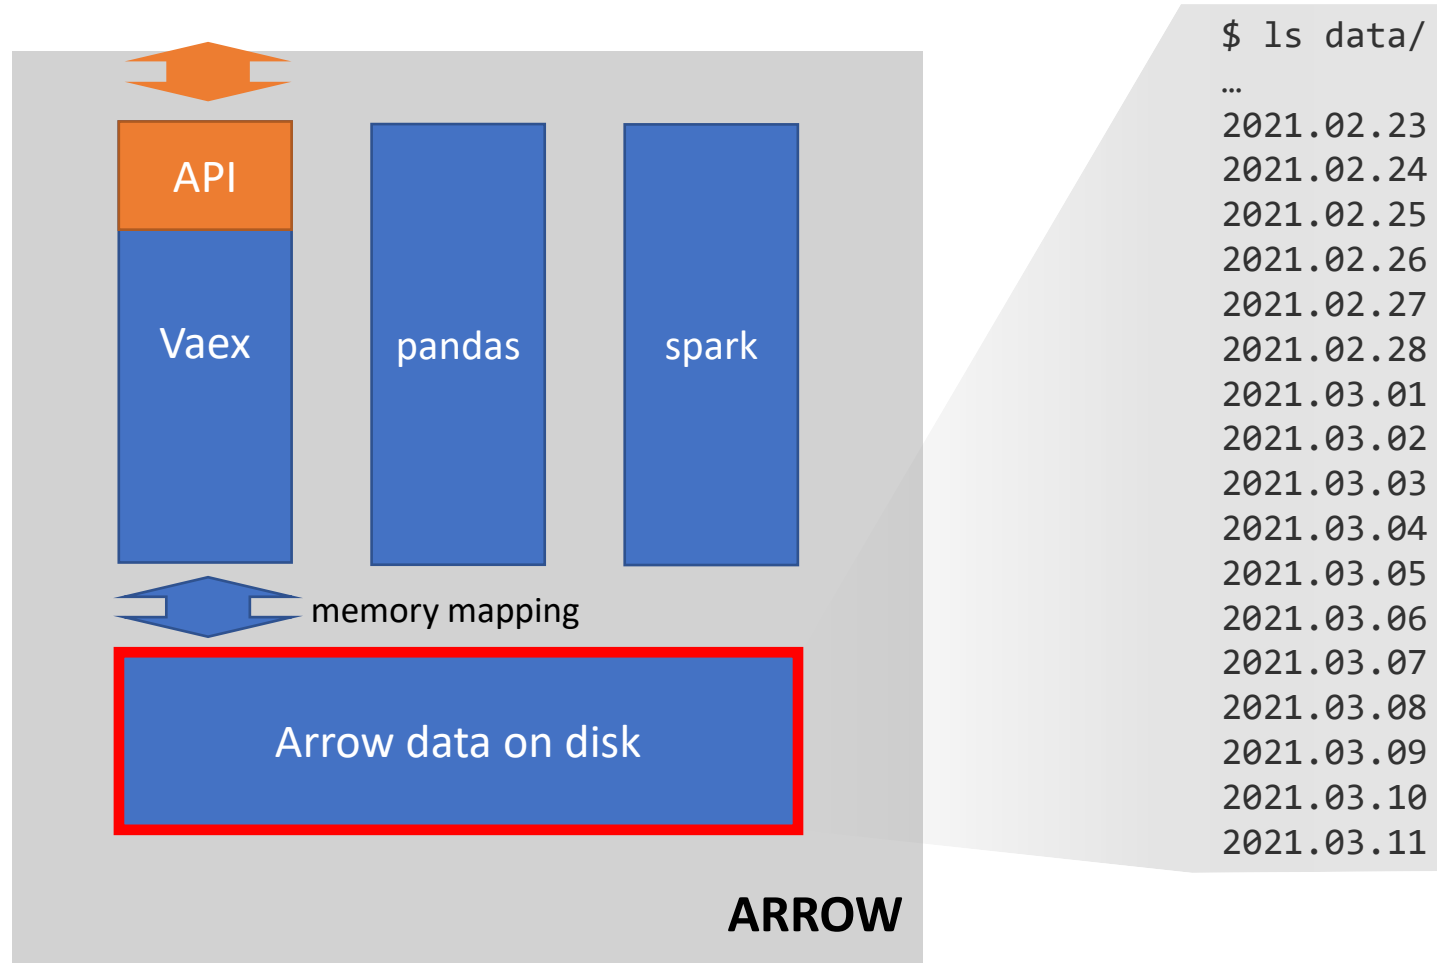 API
Vaex
pandas
spark
memory mapping
Arrow data on disk
ARROW
$ ls data/
…
2021.02.23
2021.02.24
2021.02.25
2021.02.26
2021.02.27
2021.02.28
2021.03.01
2021.03.02
2021.03.03
2021.03.04
2021.03.05
2021.03.06
2021.03.07
2021.03.08
2021.03.09
2021.03.10
2021.03.11